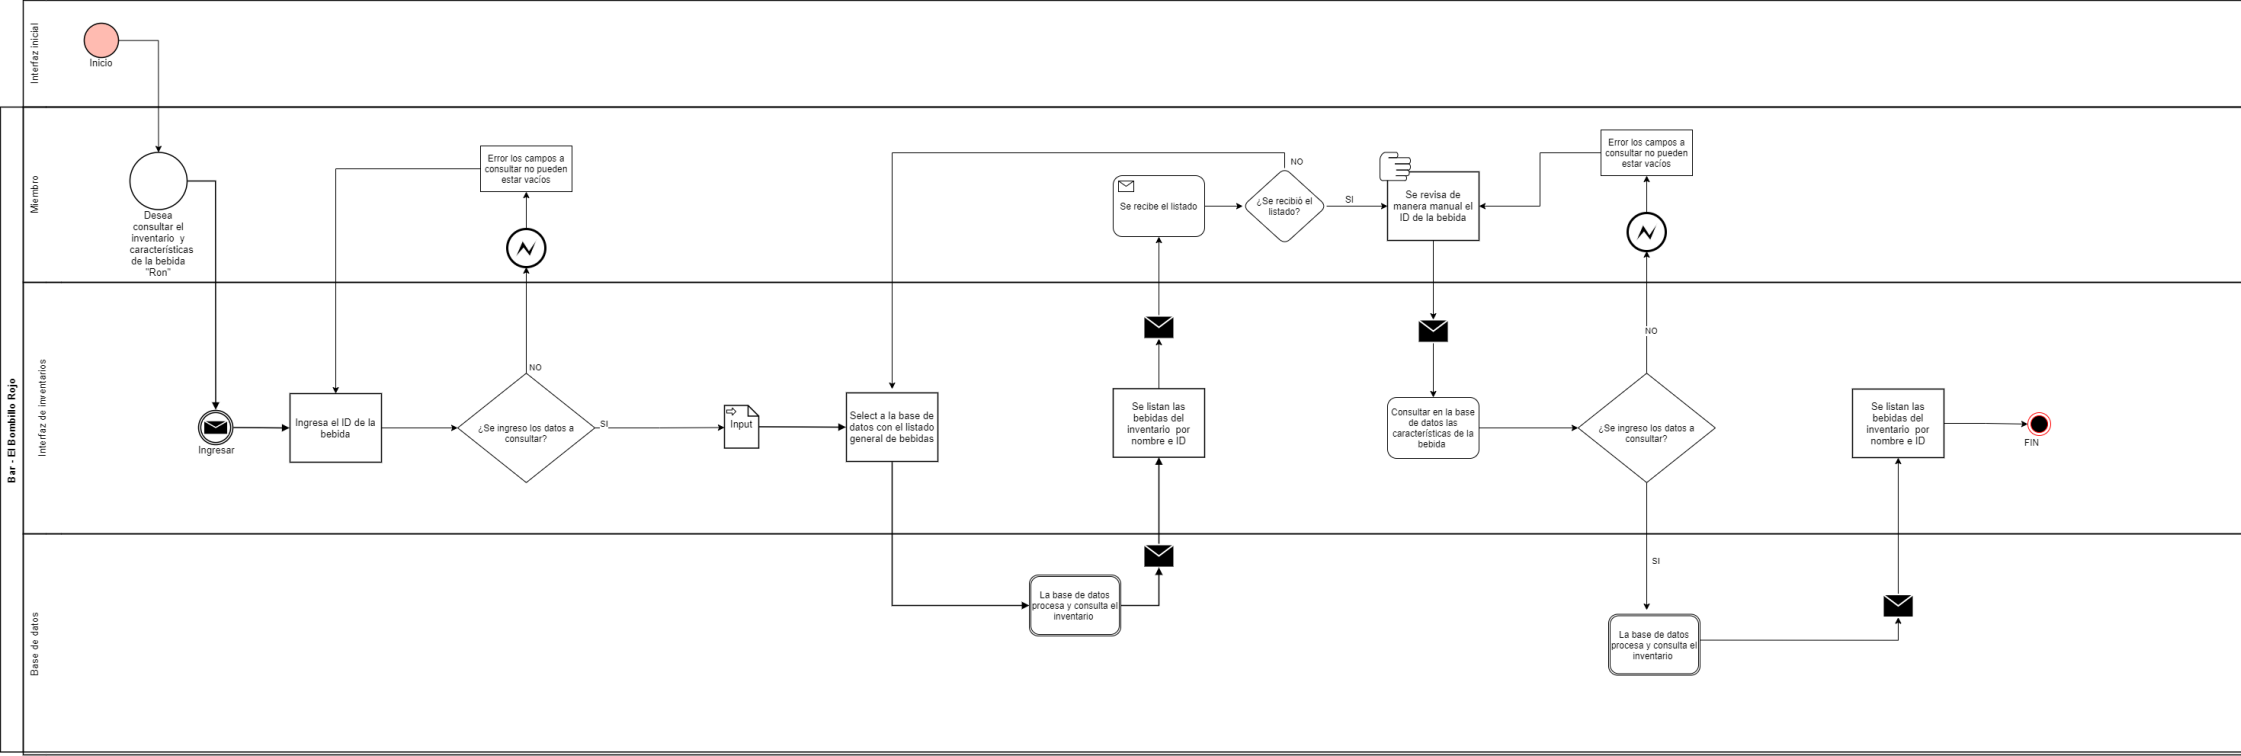 Bar - El Bombillo Rojo
Interfaz inicial
Inicio
Miembro
Desea
consultar el
inventario y
características
de la bebida
"Ron"
Error los campos a
consultar no pueden
estar vacíos
Se recibe el listado
¿Se recibió el
listado?
NO
SI
Se revisa de
manera manual el
ID de la bebida
Error los campos a
consultar no pueden
estar vacíos
Interfaz de inventarios
Ingresar
Ingresa el ID de la
bebida
NO
¿Se ingreso los datos a
consultar?
SI
Input
Select a la base de
datos con el listado
general de bebidas
Se listan las
bebidas del
inventario por
nombre e ID
Consultar en la base
de datos las
características de la
bebida
NO
¿Se ingreso los datos a
consultar?
Se listan las
bebidas del
inventario por
nombre e ID
FIN
Base de datos
La base de datos
procesa y consulta el
inventario
SI
La base de datos
procesa y consulta el
inventario